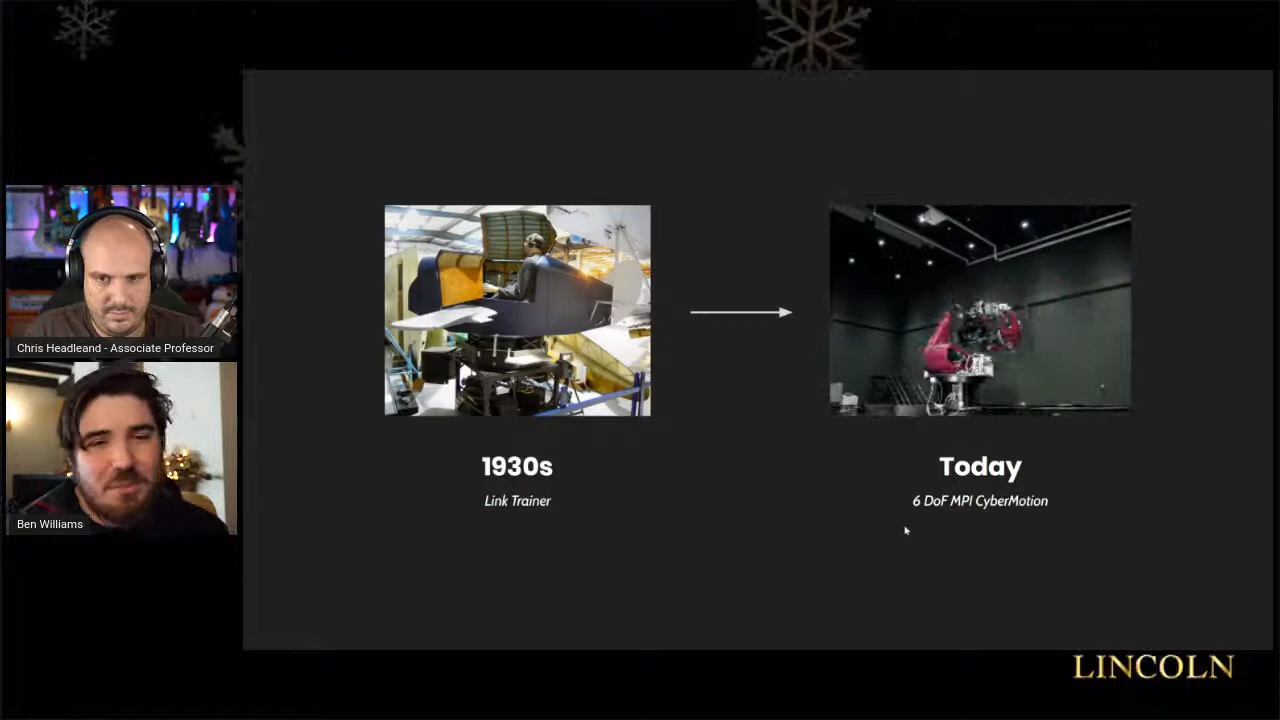 Chris Headleand - Associate Professor
Ben Williams
1930s
Link Trainer
Today
6 DoF MPI CyberMotion
LINCOLN